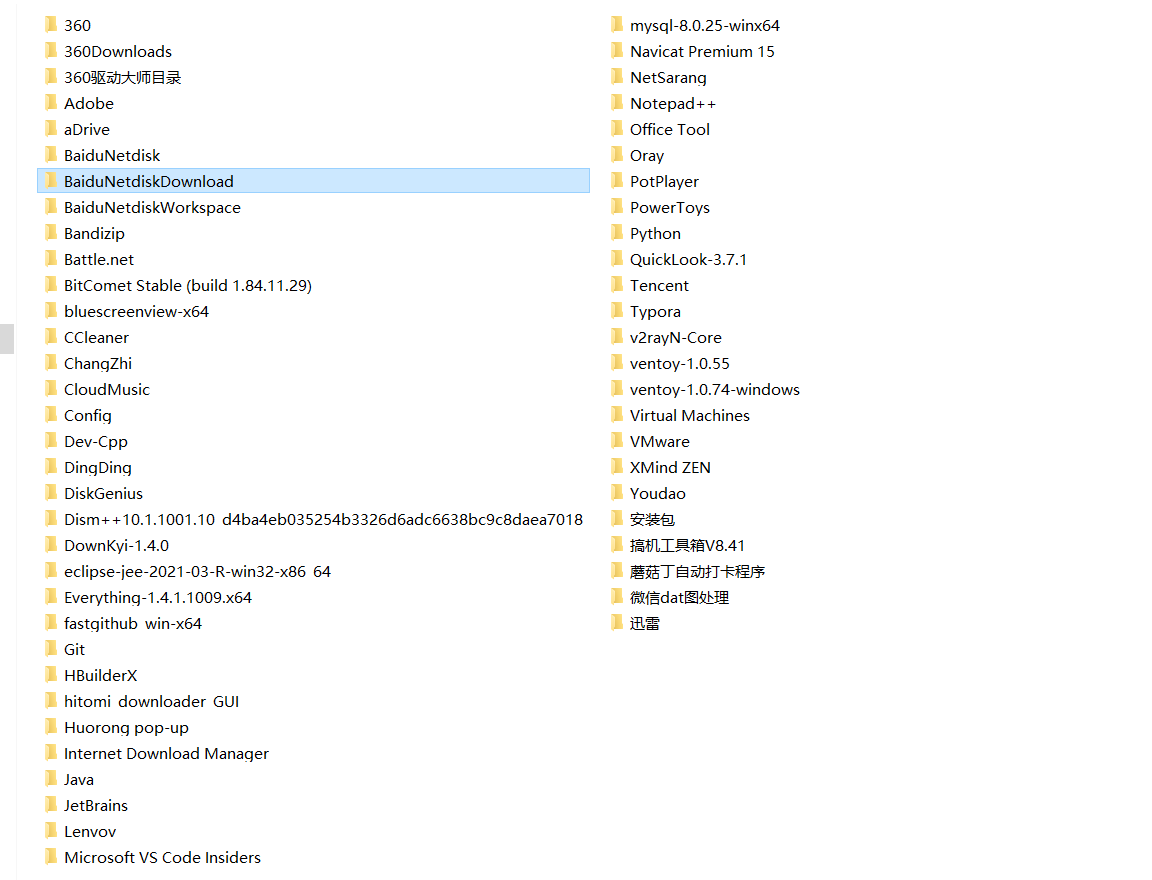 360
360Downloads
360驱动大师目录
Adobe
aDrive
BaiduNetdisk
BaiduNetdiskDownload
BaiduNetdiskWorkspace
Bandizip
Battle.net
BitComet Stable (build 1.84.11.29)
bluescreenview-x64
CCleaner
ChangZhi
CloudMusic
Config
Dev-Cpp
DingDing
DiskGenius
Dism++10.1.1001.10_d4ba4eb035254b3326d6adc6638bc9c8daea7018
DownKyi-1.4.0
eclipse-jee-2021-03-R-win32-x86_64
Everything-1.4.1.1009.x64
fastgithub_win-x64
Git
HBuilderX
hitomi_downloader_GUI
Huorong pop-up
Internet Download Manager
Java
JetBrains
Lenvov
Microsoft VS Code Insiders
mysql-8.0.25-winx64
Navicat Premium 15
NetSarang
Notepad++
Office Tool
Oray
PotPlayer
PowerToys
Python
QuickLook-3.7.1
Tencent
Typora
v2rayN-Core
ventoy-1.0.55
ventoy-1.0.74-windows
Virtual Machines
VMware
XMind ZEN
Youdao
安装包
搞机工具箱V8.41
蘑菇丁自动打卡程序
微信dat图处理
迅雷